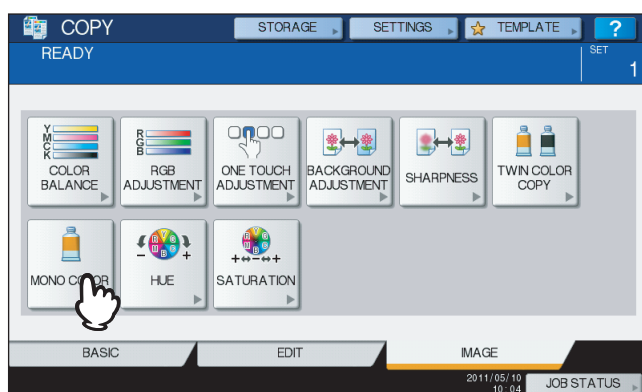 COPY
STORAGE
SETTINGS
TEMPLATE
?
READY
SET
1
Y
M
C
K
COLOR
BALANCE
R
G
B
RGB
ADJUSTMENT
ONE TOUCH
ADJUSTMENT
BACKGROUND
ADJUSTMENT
SHARPNESS
TWIN COLOR
COPY
MONO COLOR
- +
HUE
+↔-↔+
SATURATION
BASIC
EDIT
IMAGE
2011/05/10
10:04
JOB STATUS